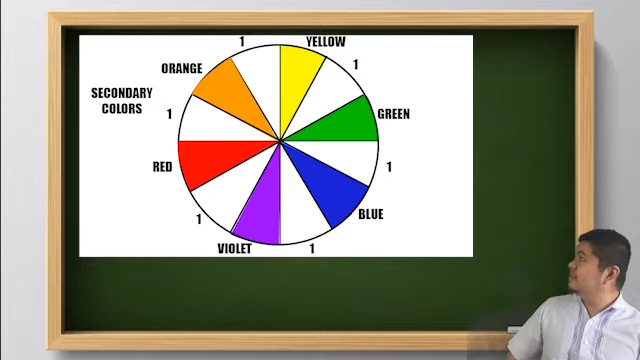 1
YELLOW
ORANGE
1
SECONDARY
COLORS
1
GREEN
RED
1
1
BLUE
VIOLET
1